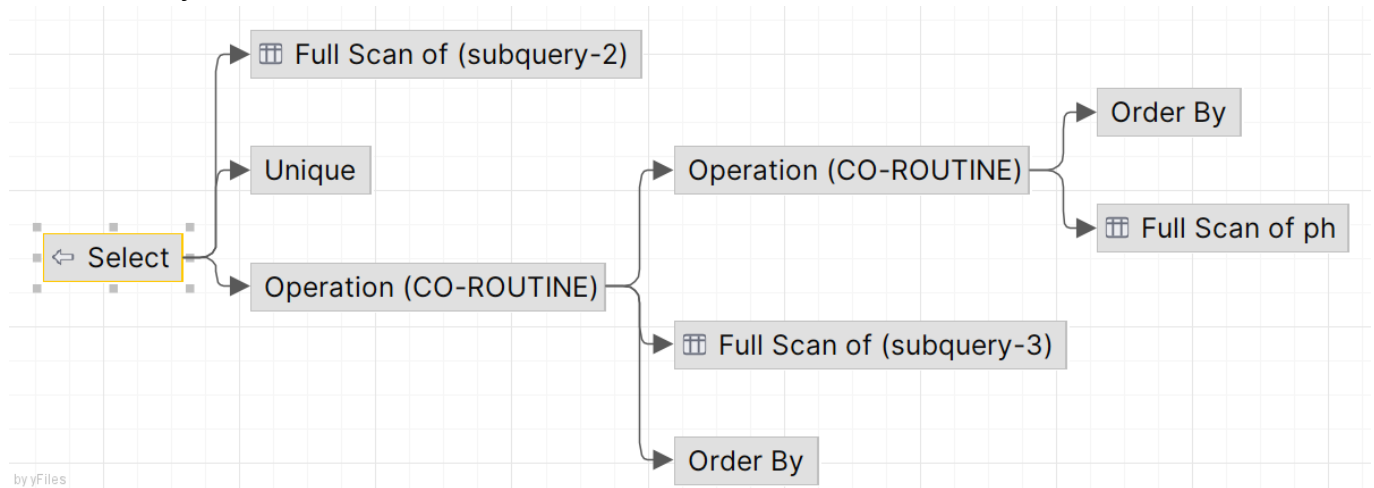 Full Scan of (subquery-2)
Order By
Unique
Operation (CO-ROUTINE)
Full Scan of ph
Select
Operation (CO-ROUTINE)
Full Scan of (subquery-3)
Order By
by yFiles